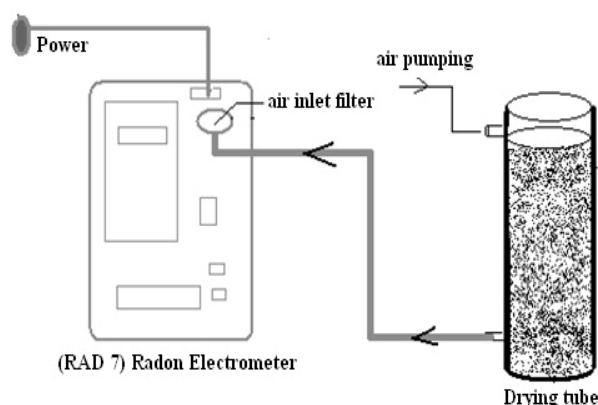 Power
air pumping
air inlet filter
(RAD 7) Radon Electrometer
Drying tube